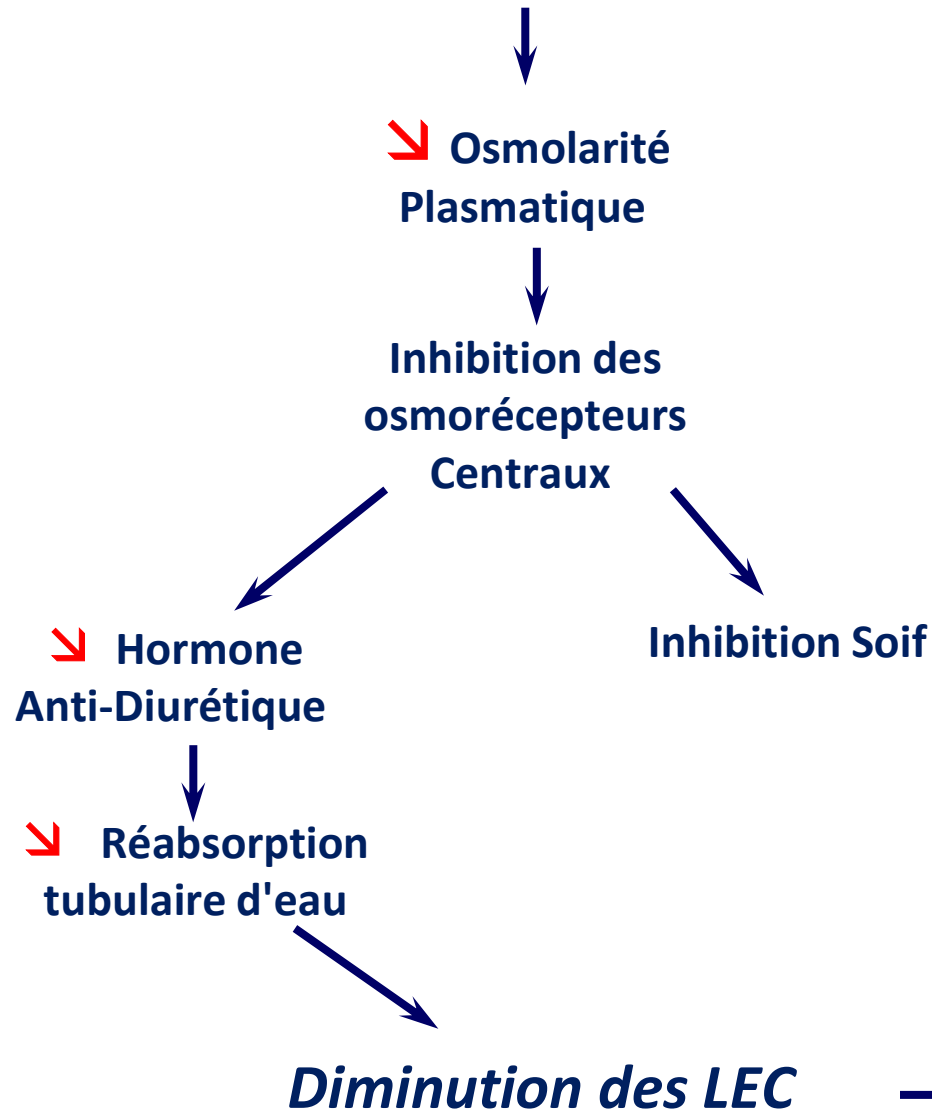 Osmolarité
Plasmatique
Inhibition des
osmorécepteurs
Centraux
Hormone
Anti-Diurétique
Inhibition Soif
Réabsorption
tubulaire d'eau
Diminution des LEC